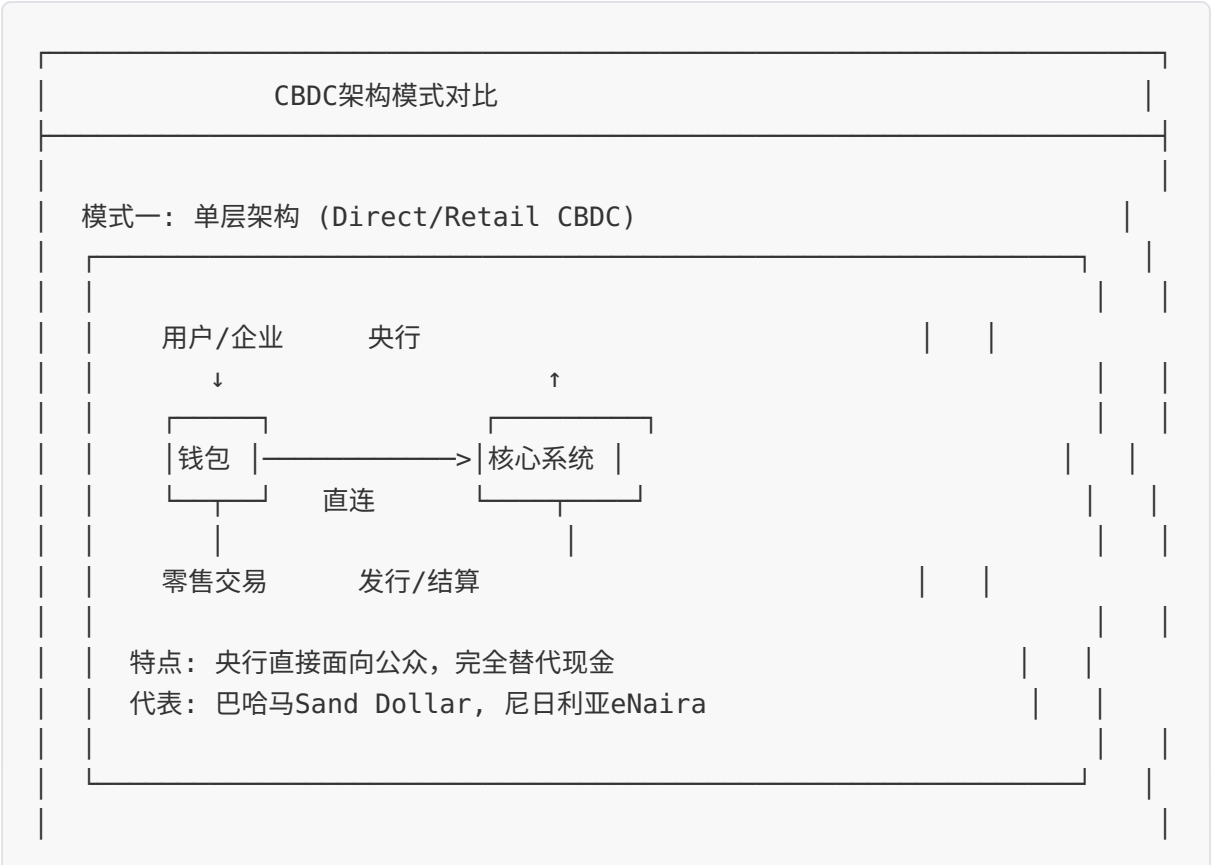 CBDC架构模式对比
模式一: 单层架构 (Direct/Retail CBDC)
用户/企业 央行
↓ ↑
钱包 ————> 核心系统
直连
零售交易 发行/结算
特点: 央行直接面向公众，完全替代现金
代表: 巴哈马Sand Dollar, 尼日利亚eNaira